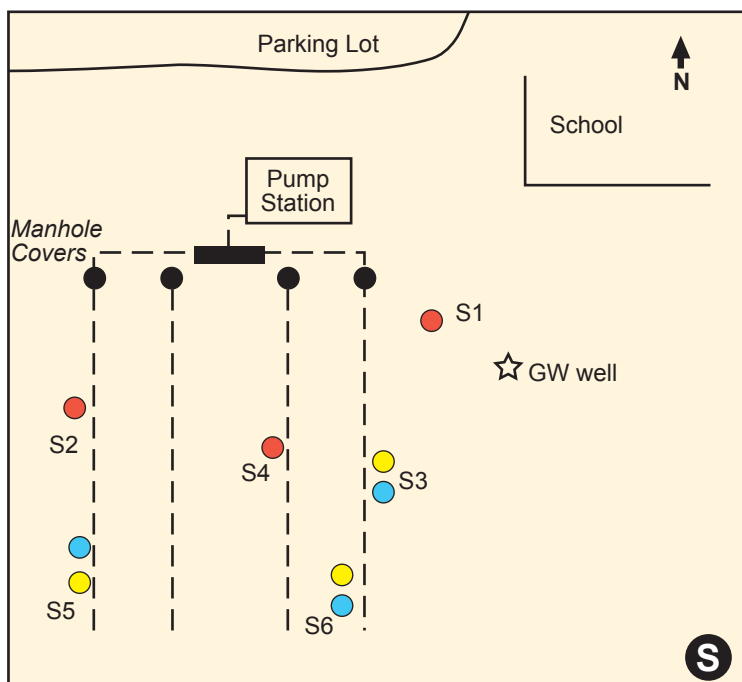 Parking Lot
N
School
Pump
Station
Manhole
Covers
S1
GW well
S2
S4
S3
S5
S6
S